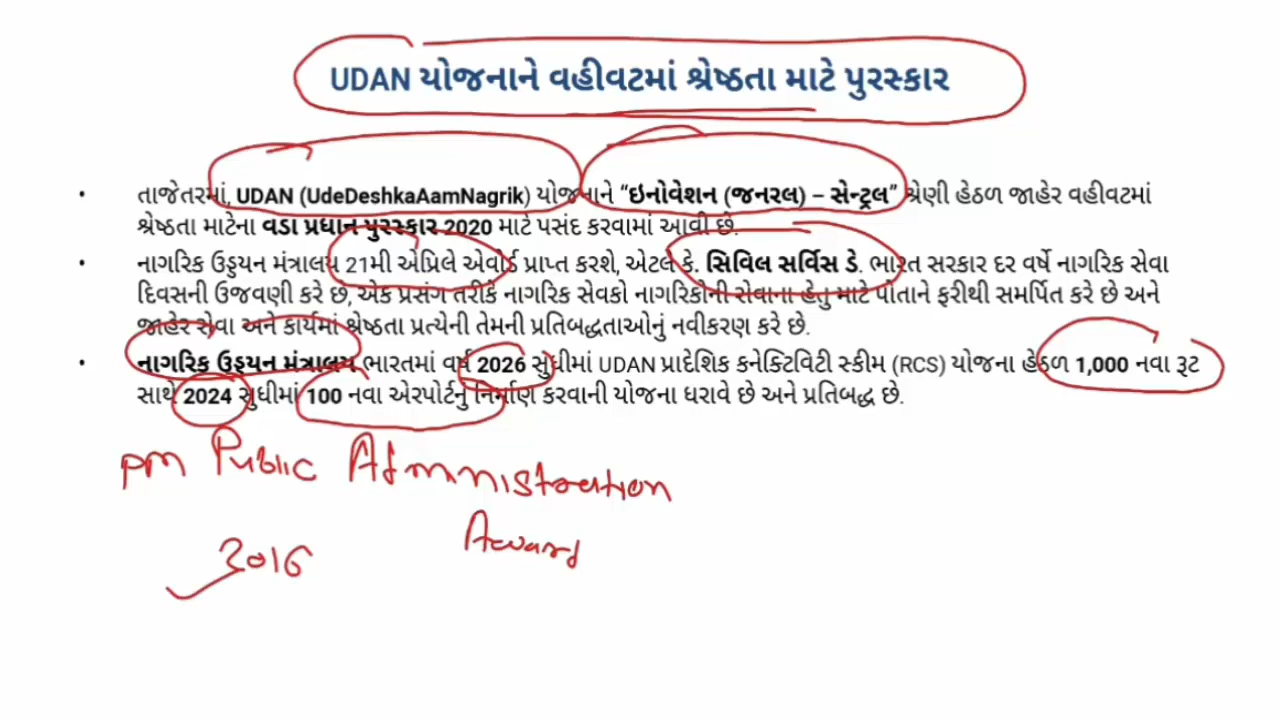 UDAN યોજનાને વહીવટમાં શ્રેષ્ઠતા માટે પુરસ્કાર
• તાજેતરમાં, UDAN (UdeDeshkaAamNagrik) યોજનાને “ઇનોવેશન (જનરલ) – સેન્ટ્રલ” શ્રેણી હેઠળ જાહેર વહીવટમાં
શ્રેષ્ઠતા માટેના વડા પ્રધાન પુરસ્કાર 2020 માટે પસંદ કરવામાં આવી છે.
• નાગરિક ઉડ્ડયન મંત્રાલય 21મી એપ્રિલે એવોર્ડ પ્રાપ્ત કરશે, એટલે કે. સિવિલ સર્વિસ ડે. ભારત સરકાર દર વર્ષે નાગરિક સેવા
દિવસની ઉજવણી કરે છે, એક પ્રસંગ તરીકે નાગરિક સેવકો નાગરિકોની સેવાના હેતુ માટે પોતાને ફરીથી સમર્પિત કરે છે અને
જાહેર સેવા અને કાર્યમાં શ્રેષ્ઠતા પ્રત્યેની તેમની પ્રતિબદ્ધતાઓનું નવીકરણ કરે છે.
• નાગરિક ઉડ્ડયન મંત્રાલય ભારતમાં વર્ષ 2026 સુધીમાં UDAN પ્રાદેશિક કનેક્ટિવિટી સ્કીમ (RCS) યોજના હેઠળ 1,000 નવા રૂટ
સાથે 2024 સુધીમાં 100 નવા એરપોર્ટનું નિર્માણ કરવાની યોજના ધરાવે છે અને પ્રતિબદ્ધ છે.
PM Public Administration
Award
2016